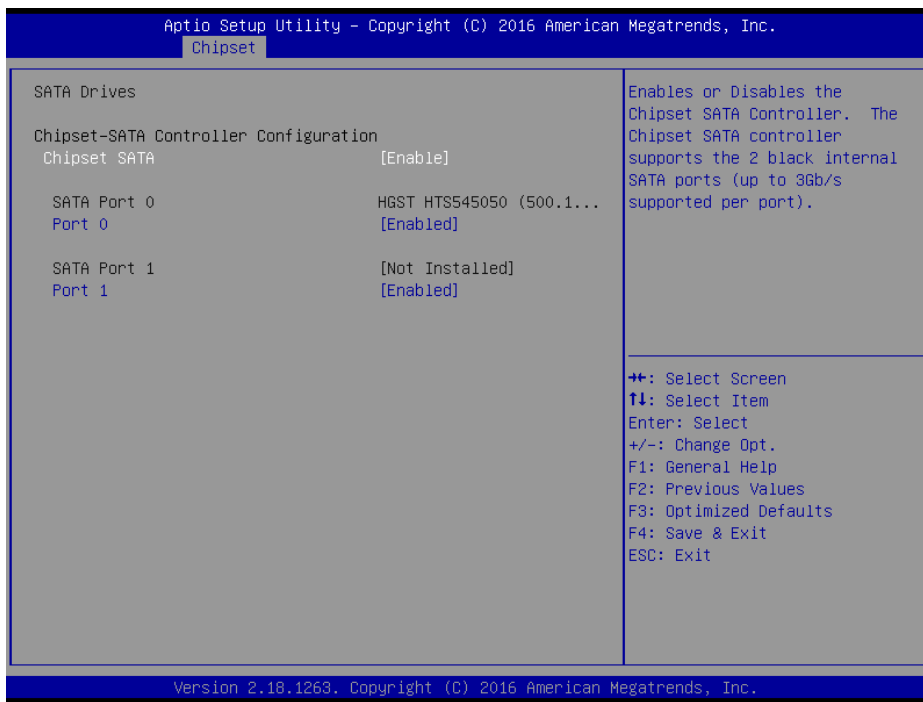 Aptio Setup Utility – Copyright (C) 2016 American Megatrends, Inc.
Chipset
SATA Drives
Chipset-SATA Controller Configuration
Chipset SATA [Enable]
SATA Port 0 HGST HTS545050 (500.1...
Port 0 [Enabled]
SATA Port 1 [Not Installed]
Port 1 [Enabled]
Enables or Disables the
Chipset SATA Controller. The
Chipset SATA controller
supports the 2 black internal
SATA ports (up to 3Gb/s
supported per port).
→←: Select Screen
↑↓: Select Item
Enter: Select
+/-: Change Opt.
F1: General Help
F2: Previous Values
F3: Optimized Defaults
F4: Save & Exit
ESC: Exit
Version 2.18.1263. Copyright (C) 2016 American Megatrends, Inc.